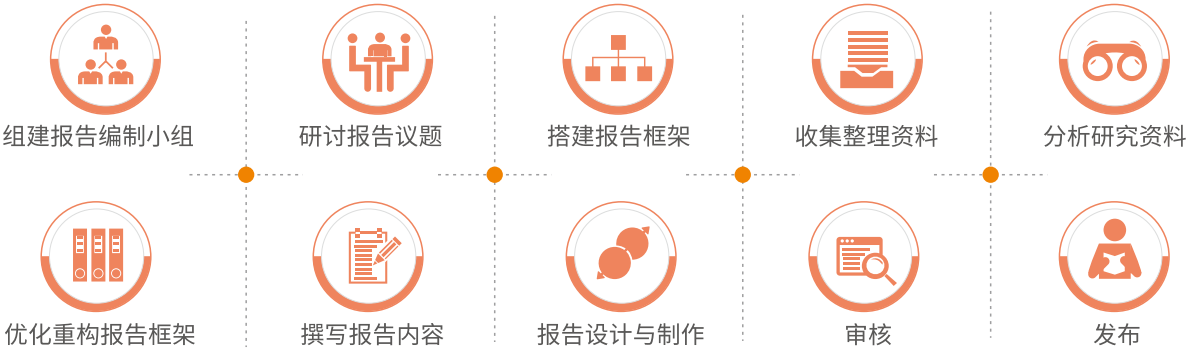 组建报告编制小组
研讨报告议题
搭建报告框架
收集整理资料
分析研究资料
优化重构报告框架
撰写报告内容
报告设计与制作
审核
发布